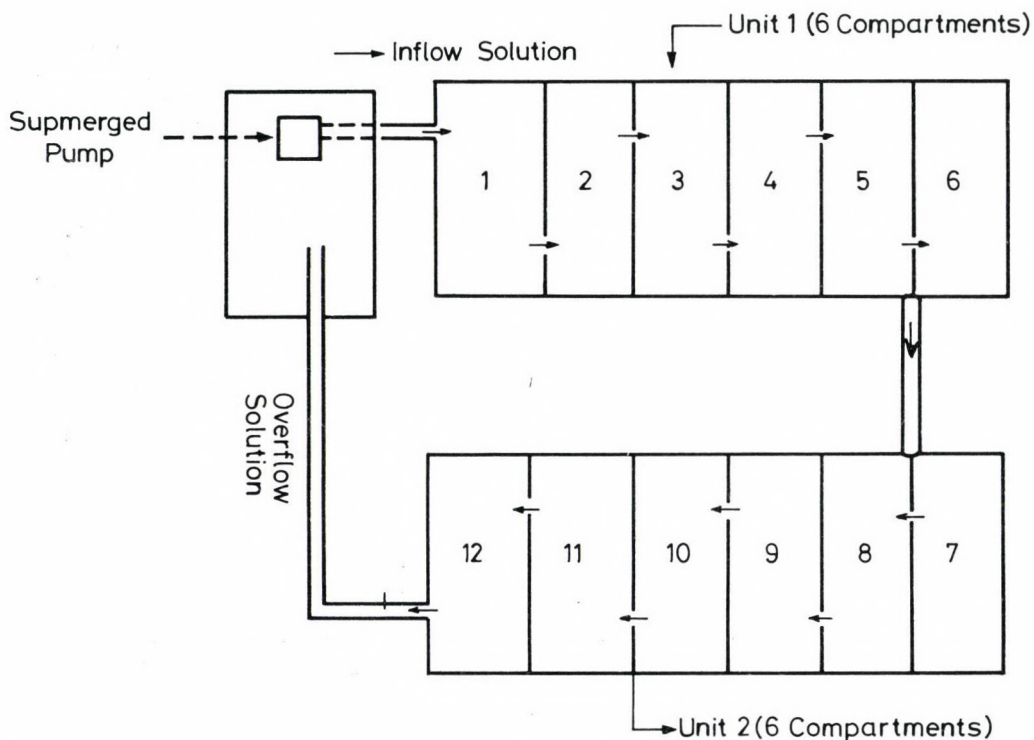 Unit 1 (6 Compartments)
Inflow Solution
Supmerged
Pump
1
2
3
4
5
6
Overflow
Solution
12
11
10
9
8
7
Unit 2 (6 Compartments)